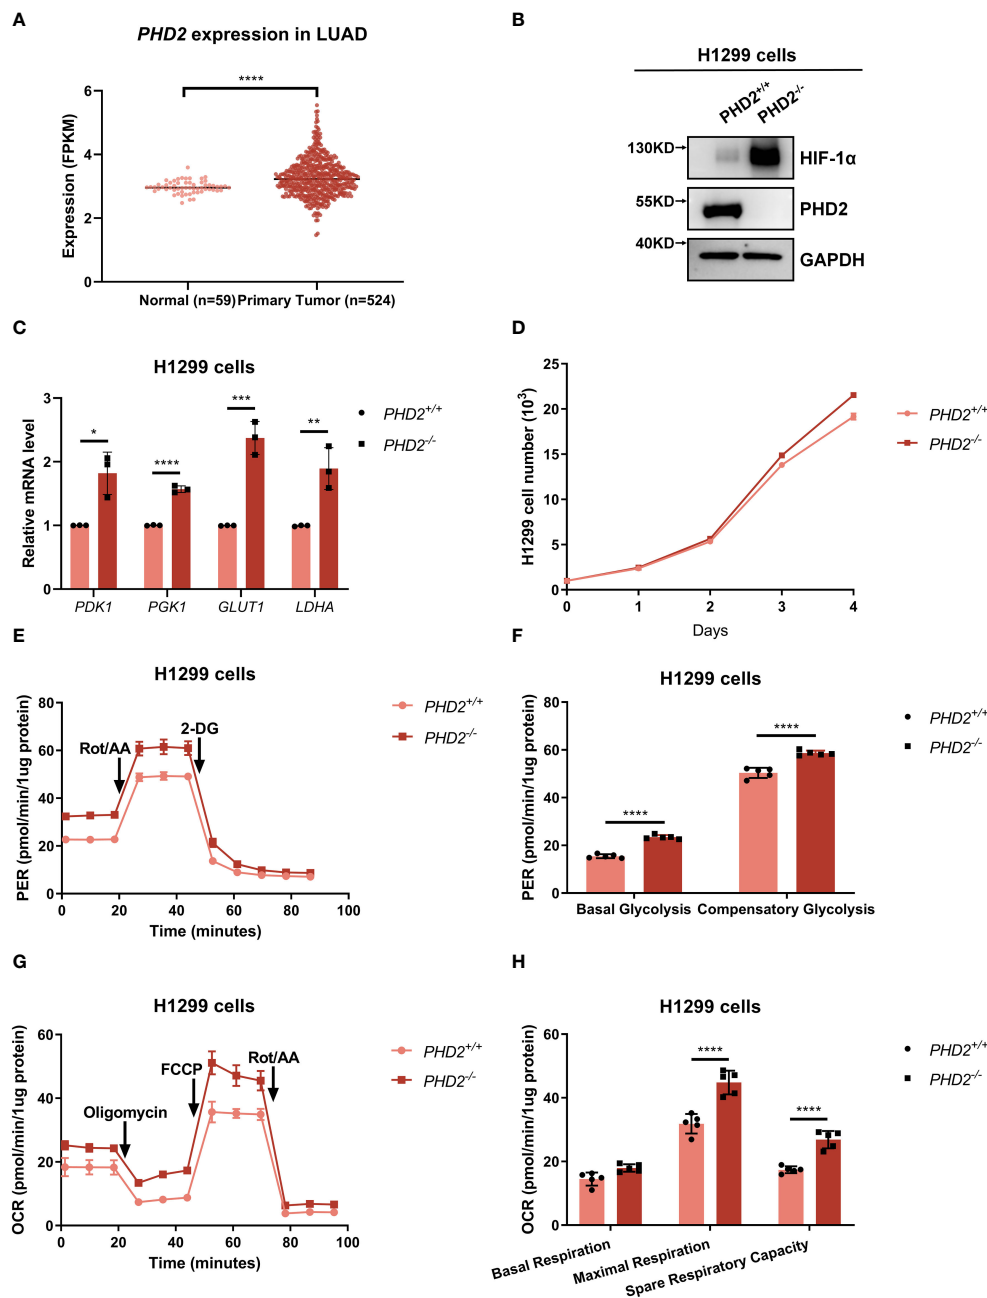 A
PHD2 expression in LUAD
****
6
4
2
0
Expression (FPKM)
Normal (n=59) Primary Tumor (n=524)
B
H1299 cells
PHD2+/+ PHD2-/-
130KD HIF-1α
55KD PHD2
40KD GAPDH
C
H1299 cells
Relative mRNA level
3
2
1
0
* **** *** **
PDK1 PGK1 GLUT1 LDHA
PHD2+/+
PHD2-/-
D
H1299 cell number (103)
25
20
15
10
5
0
0 1 2 3 4
Days
PHD2+/+
PHD2-/-
E
H1299 cells
PER (pmol/min/1ug protein)
80
60
40
20
0
Rot/AA 2-DG
0 20 40 60 80 100
Time (minutes)
PHD2+/+
PHD2-/-
F
H1299 cells
PER (pmol/min/1ug protein)
80
60
40
20
0
**** ****
Basal Glycolysis Compensatory Glycolysis
PHD2+/+
PHD2-/-
G
H1299 cells
OCR (pmol/min/1ug protein)
60
40
20
0
Oligomycin FCCP Rot/AA
0 20 40 60 80 100
Time (minutes)
PHD2+/+
PHD2-/-
H
H1299 cells
OCR (pmol/min/1ug protein)
60
40
20
0
**** ****
Basal Respiration
Maximal Respiration
Spare Respiratory Capacity
PHD2+/+
PHD2-/-